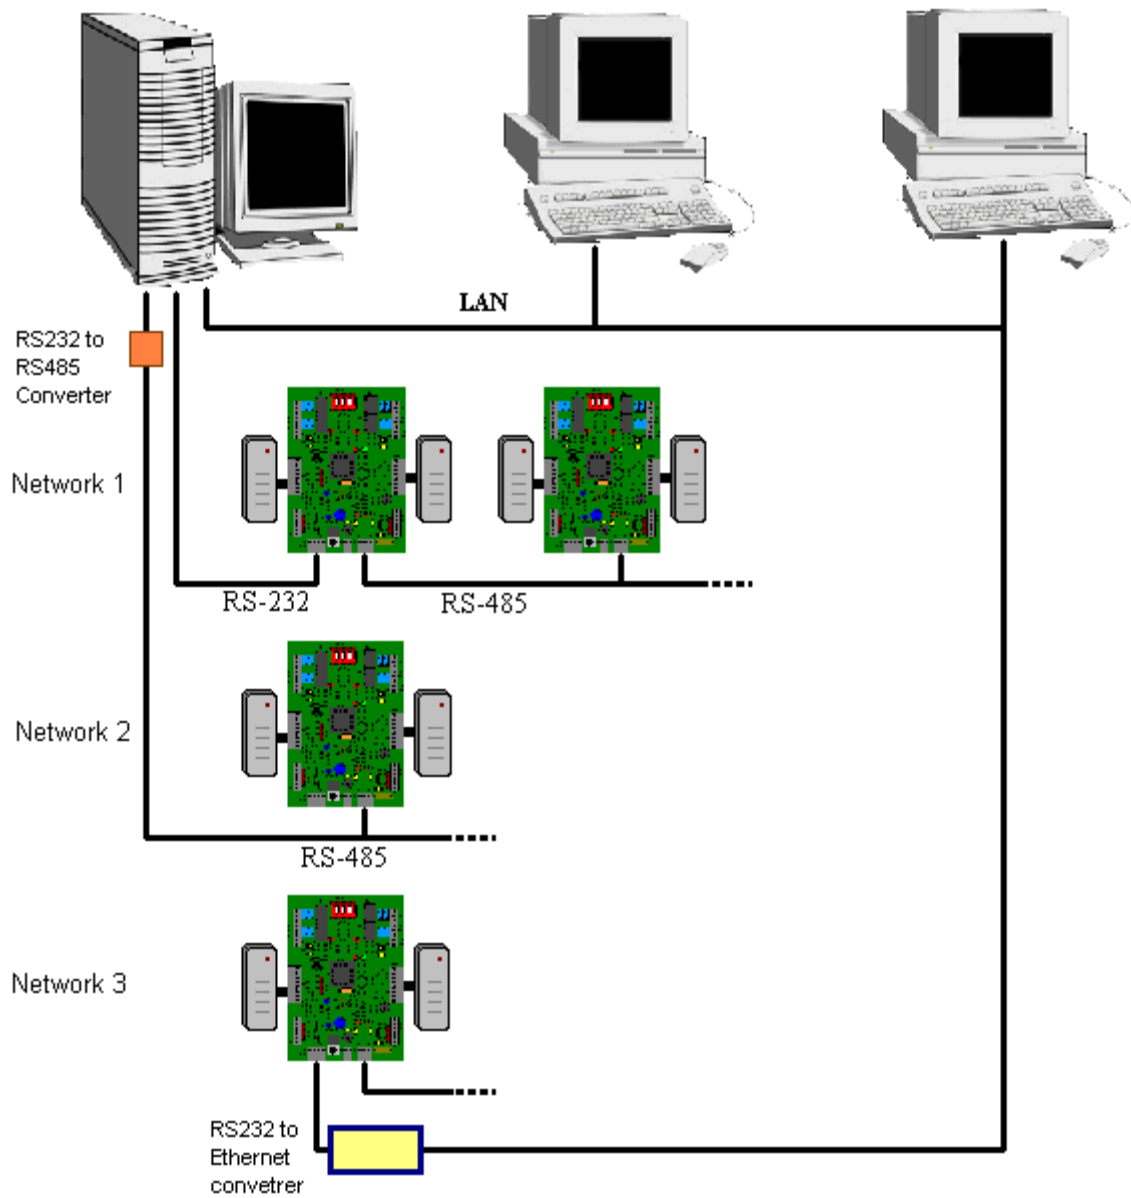 LAN
RS232 to
RS485
Converter
Network 1
RS-232
RS-485
Network 2
RS-485
Network 3
RS232 to
Ethernet
convetrer